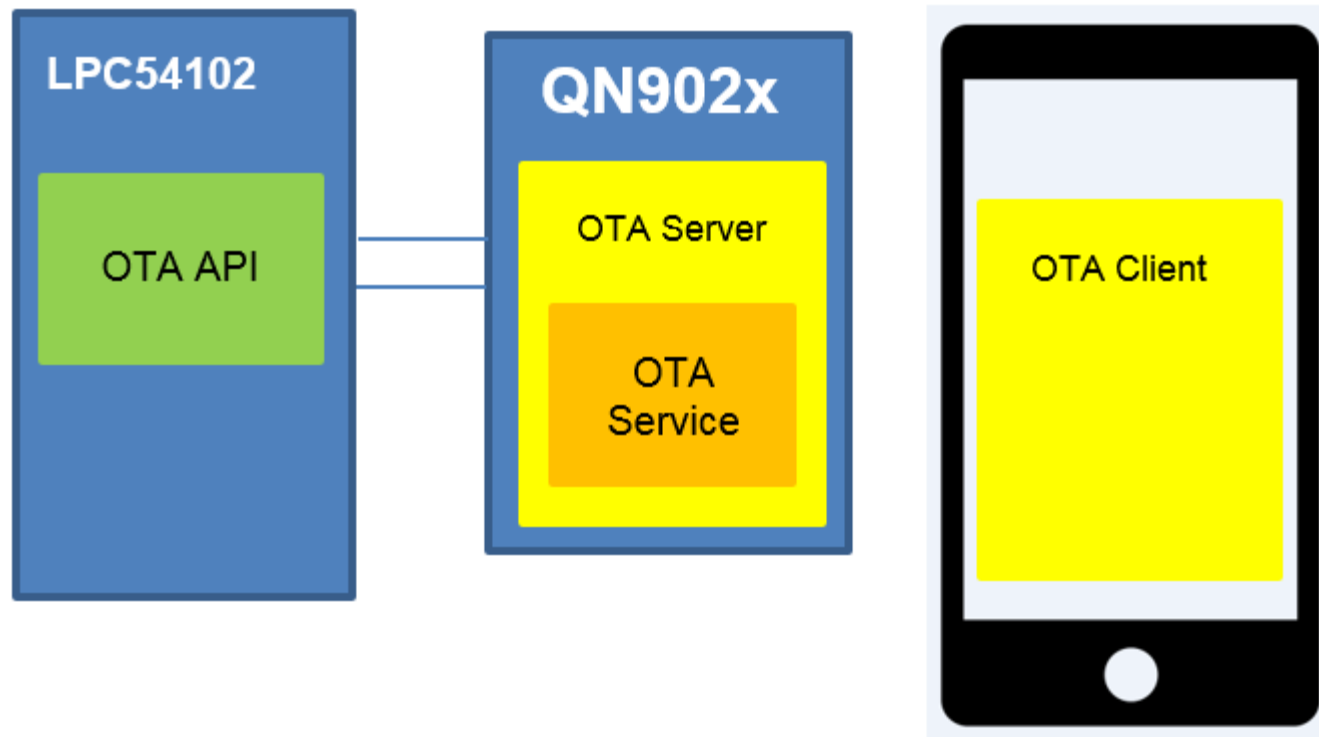 LPC54102
OTA API
QN902x
OTA Server
OTA
Service
OTA Client